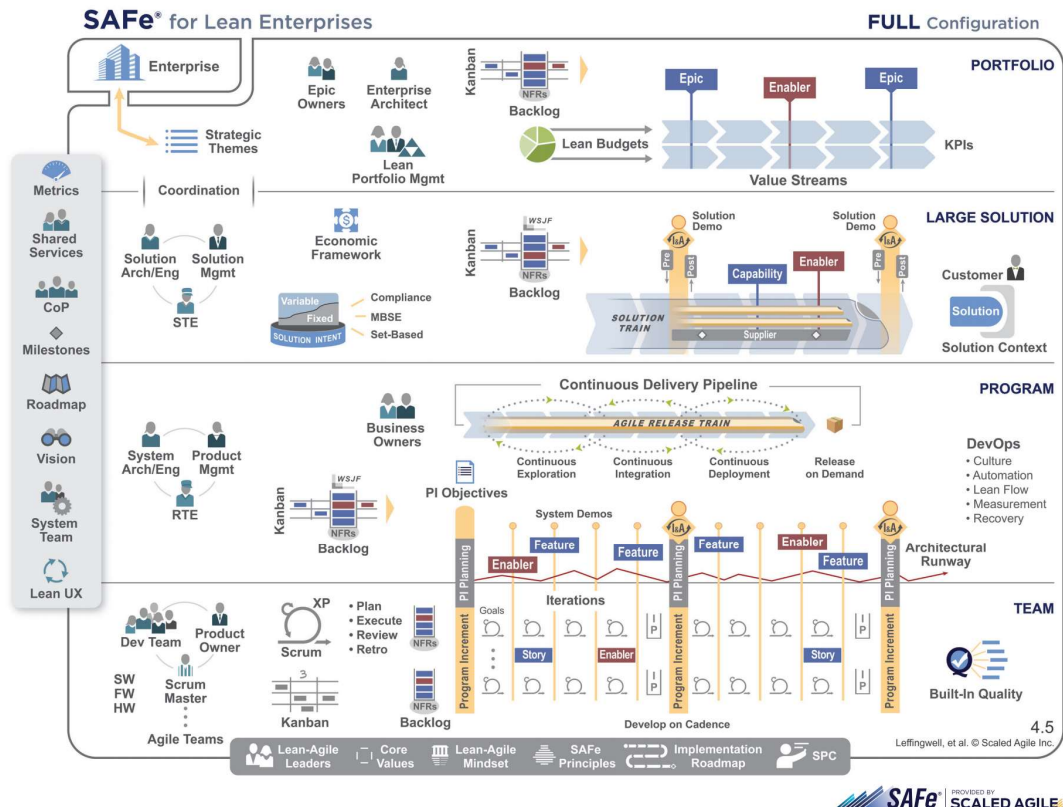 SAFe® for Lean Enterprises
FULL Configuration
Enterprise
Strategic
Themes
Epic
Owners
Enterprise
Architect
Lean
Portfolio Mgmt
Kanban
NFRs
Backlog
Lean Budgets
Epic
Enabler
Epic
Value Streams
KPIs
PORTFOLIO
Metrics
Shared
Services
CoP
Milestones
Roadmap
Vision
System
Team
Lean UX
Coordination
Solution
Arch/Eng
Solution
Mgmt
STE
Economic
Framework
Variable
Fixed
SOLUTION INTENT
Compliance
MBSE
Set-Based
Kanban
WSJF
NFRs
Backlog
Solution
Demo
I&A
Pre
Post
Capability
Enabler
SOLUTION
TRAIN
Supplier
Solution
Demo
I&A
Pre
Post
LARGE SOLUTION
Customer
Solution
Solution Context
System
Arch/Eng
Product
Mgmt
RTE
Business
Owners
Kanban
WSJF
NFRs
Backlog
Continuous Delivery Pipeline
AGILE RELEASE TRAIN
Continuous
Exploration
Continuous
Integration
Continuous
Deployment
Release
on Demand
PROGRAM
DevOps
• Culture
• Automation
• Lean Flow
• Measurement
• Recovery
PI Objectives
System Demos
I&A
I&A
PI Planning
PI Planning
PI Planning
Enabler
Feature
Feature
Feature
Enabler
Feature
Architectural
Runway
Dev Team
Product
Owner
Scrum
Master
SW
FW
HW
Agile Teams
XP
Scrum
• Plan
• Execute
• Review
• Retro
NFRs
3
Kanban
NFRs
Backlog
Program Increment
Program Increment
Program Increment
Iterations
Goals
Story
Enabler
Story
I P
I P
I P
I P
Develop on Cadence
TEAM
Built-In Quality
4.5
Leffingwell, et al. © Scaled Agile Inc.
Lean-Agile
Leaders
Core
Values
Lean-Agile
Mindset
SAFe
Principles
Implementation
Roadmap
SPC
SAFe® PROVIDED BY
SCALED AGILE